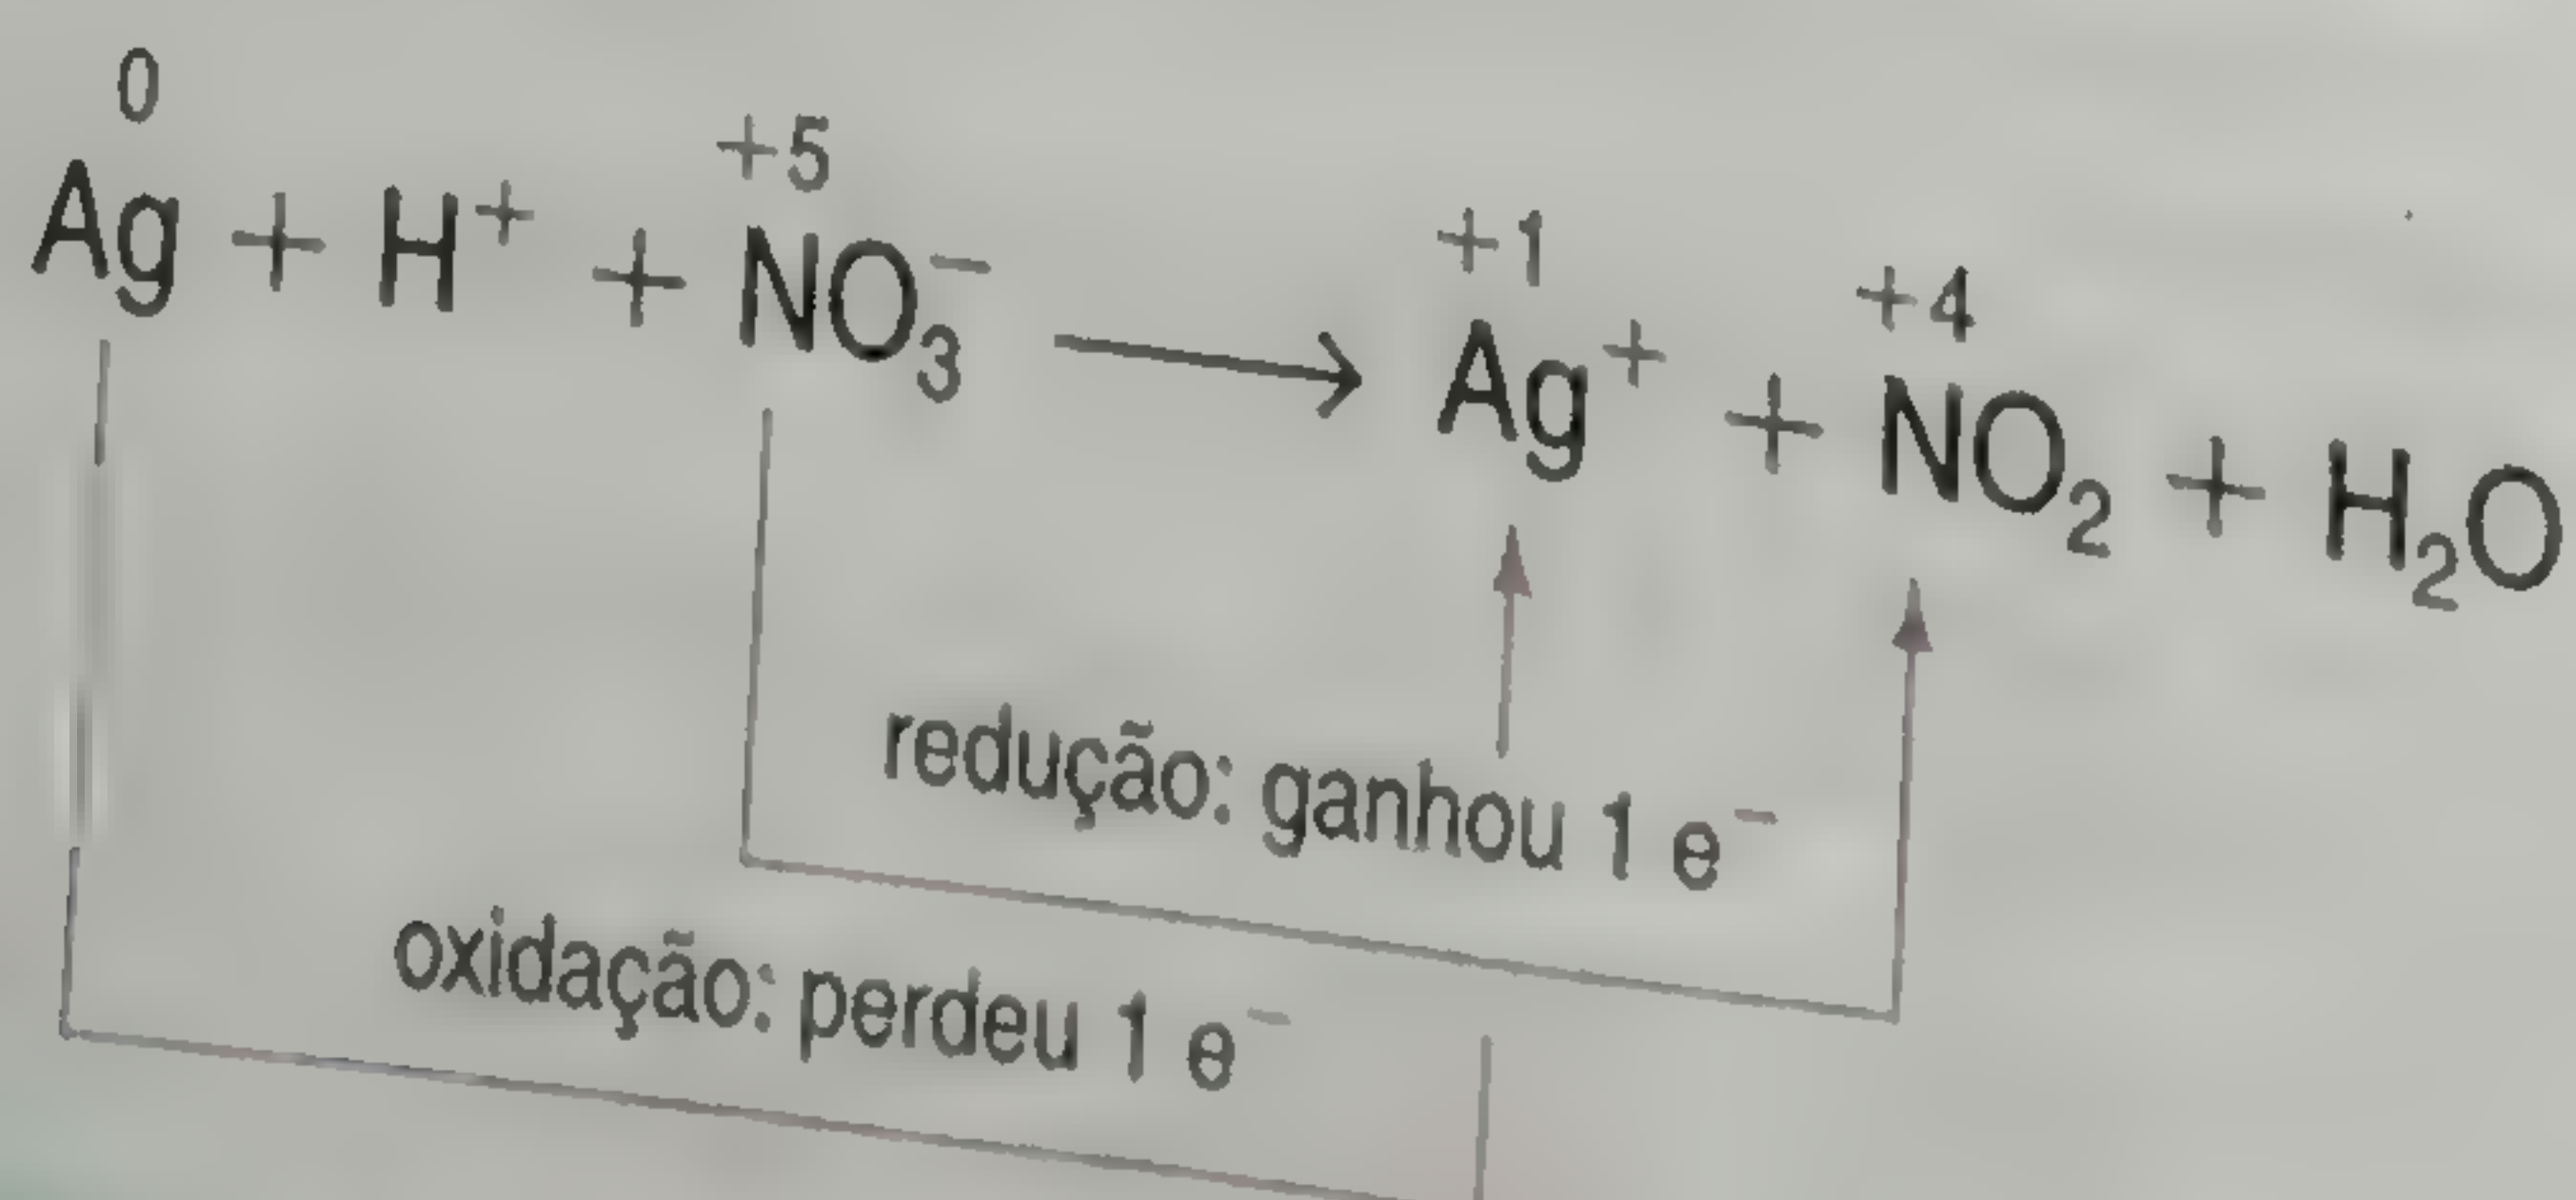 0 +5 +1 +4
Ag + H⁺ + NO₃⁻ → Ag⁺ + NO₂ + H₂O
redução: ganhou 1 e⁻
oxidação: perdeu 1 e⁻